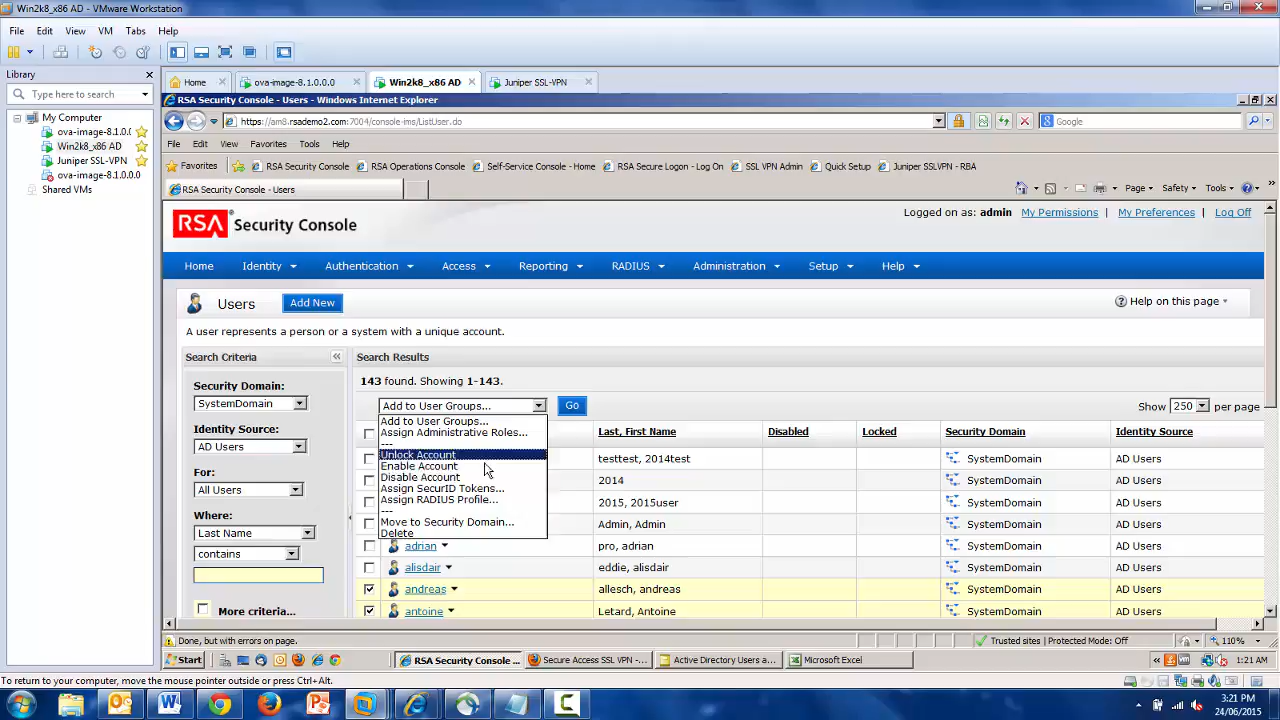 Win2k8_x86 AD - VMware Workstation
File Edit View VM Tabs Help
Library
Type here to search
My Computer
ova-image-8.1.0.(
Win2k8_x86 AD
Juniper SSL-VPN
ova-image-8.1.0.0.0
Shared VMs
Home
ova-image-8.1.0.0.0
Win2k8_x86 AD
Juniper SSL-VPN
RSA Security Console - Users - Windows Internet Explorer
https://am8.rsademo2.com:7004/console-ims/ListUser.do
Google
File Edit View Favorites Tools Help
Favorites RSA Security Console RSA Operations Console Self-Service Console - Home RSA Secure Logon - Log On SSL VPN Admin Quick Setup Juniper SSLVPN - RBA
RSA Security Console - Users
Page Safety Tools
RSA Security Console
Logged on as: admin My Permissions My Preferences Log Off
Home Identity Authentication Access Reporting RADIUS Administration Setup Help
Users Add New
Help on this page
A user represents a person or a system with a unique account.
Search Criteria
Security Domain:
SystemDomain
Identity Source:
AD Users
For:
All Users
Where:
Last Name
contains
More criteria...
Search Results
143 found. Showing 1-143.
Add to User Groups... Go
Show 250 per page
Add to User Groups...
Assign Administrative Roles...
---
Unlock Account
Enable Account
Disable Account
Assign SecurID Tokens...
Assign RADIUS Profile...
---
Move to Security Domain...
Delete
Last, First Name Disabled Locked Security Domain Identity Source
testtest, 2014test SystemDomain AD Users
2014 SystemDomain AD Users
2015, 2015user SystemDomain AD Users
Admin, Admin SystemDomain AD Users
adrian pro, adrian SystemDomain AD Users
alisdair eddie, alisdair SystemDomain AD Users
andreas allesch, andreas SystemDomain AD Users
antoine Letard, Antoine SystemDomain AD Users
Done, but with errors on page.
Trusted sites | Protected Mode: Off
110%
Start
RSA Security Console ...
Secure Access SSL VPN -...
Active Directory Users a...
Microsoft Excel
1:21 AM
To return to your computer, move the mouse pointer outside or press Ctrl+Alt.
3:21 PM
24/06/2015